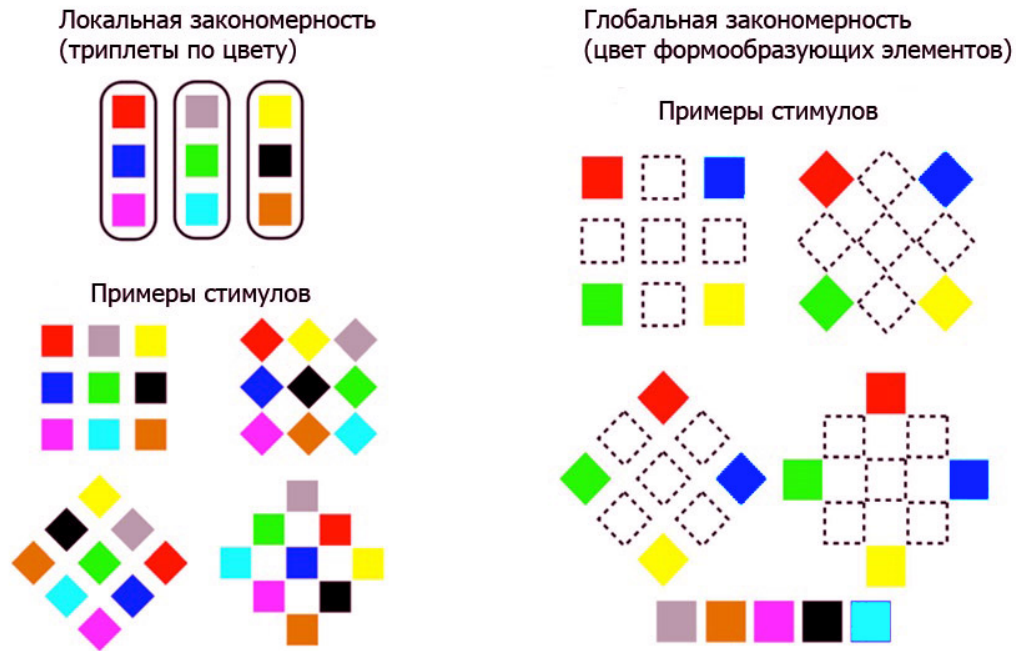 Локальная закономерность
(триплеты по цвету)
Примеры стимулов
Глобальная закономерность
(цвет формообразующих элементов)
Примеры стимулов